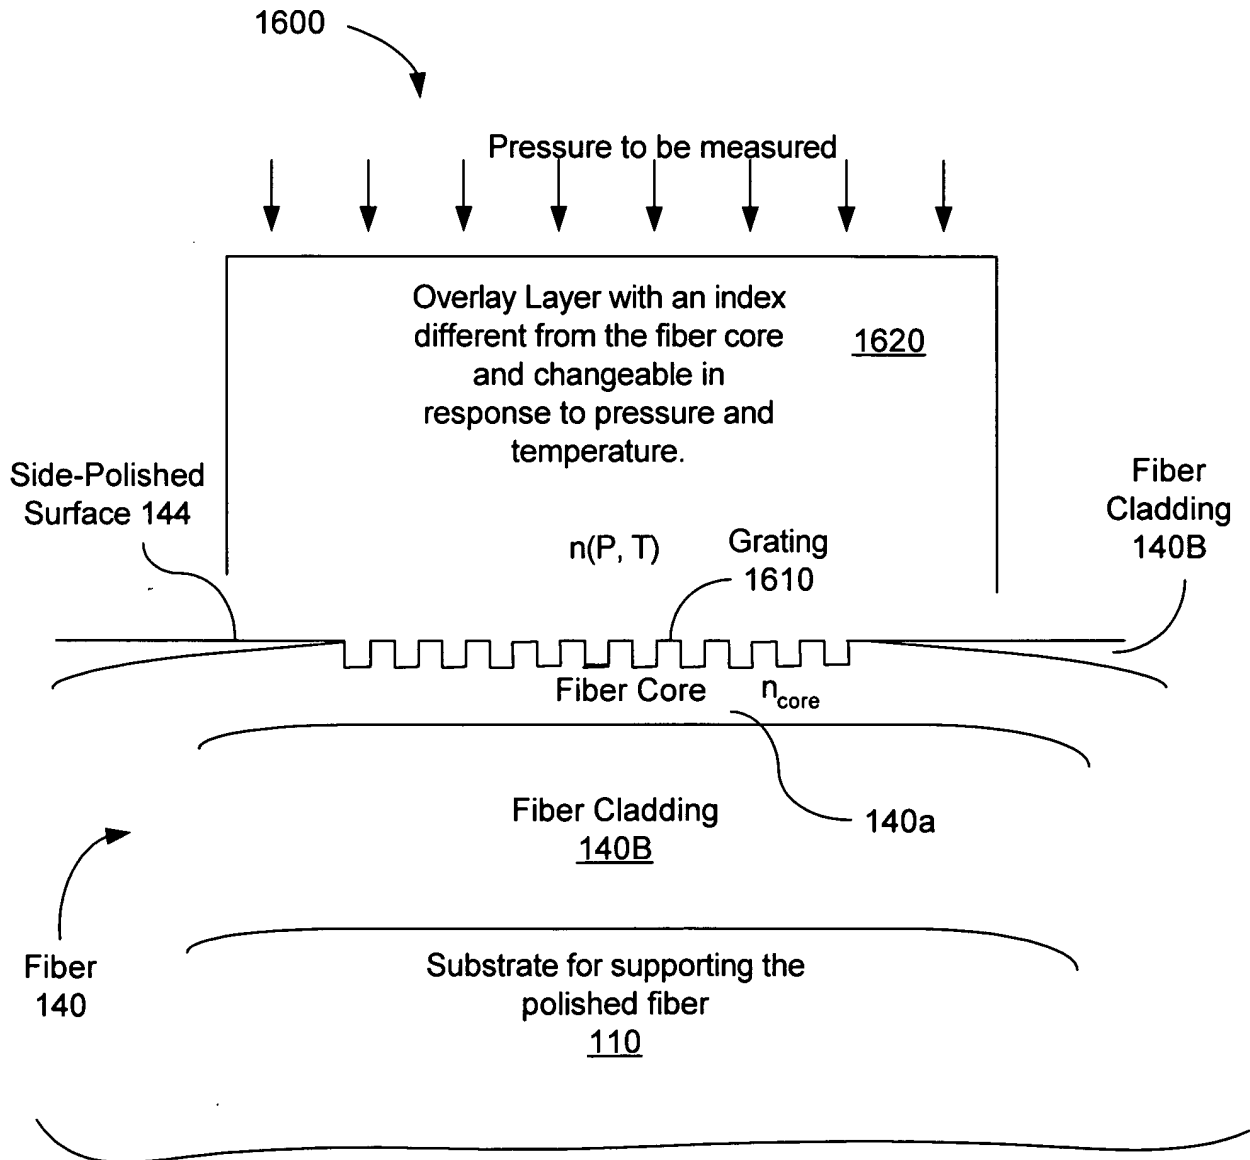 1600
Pressure to be measured
Overlay Layer with an index
different from the fiber core
and changeable in
response to pressure and
temperature.
1620
Side-Polished
Surface 144
Fiber
Cladding
140B
n(P, T)
Grating
1610
Fiber Core
n_core
Fiber Cladding
140B
140a
Fiber
140
Substrate for supporting the
polished fiber
110